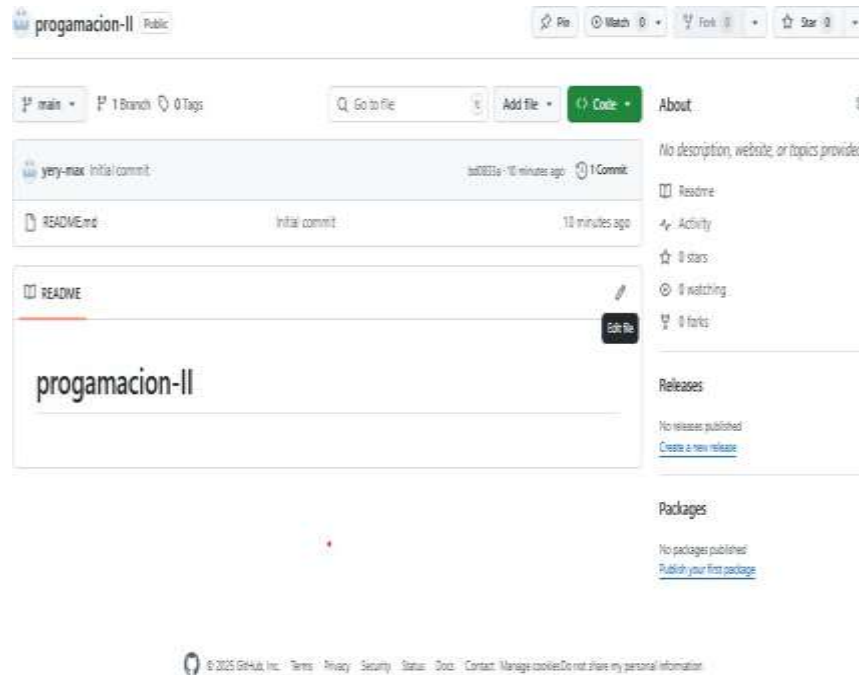 progamacion-II Public
Pin Watch 0 Fork 0 Star 0
main 1 Branch 0 Tags Go to file t Add file Code
About
No description, website, or topics provided
yery-max Initial commit 10 minutes ago 1 Commit
README.md Initial commit 10 minutes ago
Readme
Activity
0 stars
0 watching
0 forks
README
Edit file
progamacion-II
Releases
No releases published
Create a new release
Packages
No packages published
Publish your first package
© 2025 GitHub, Inc. Terms Privacy Security Status Docs Contact Manage cookies Do not share my personal information